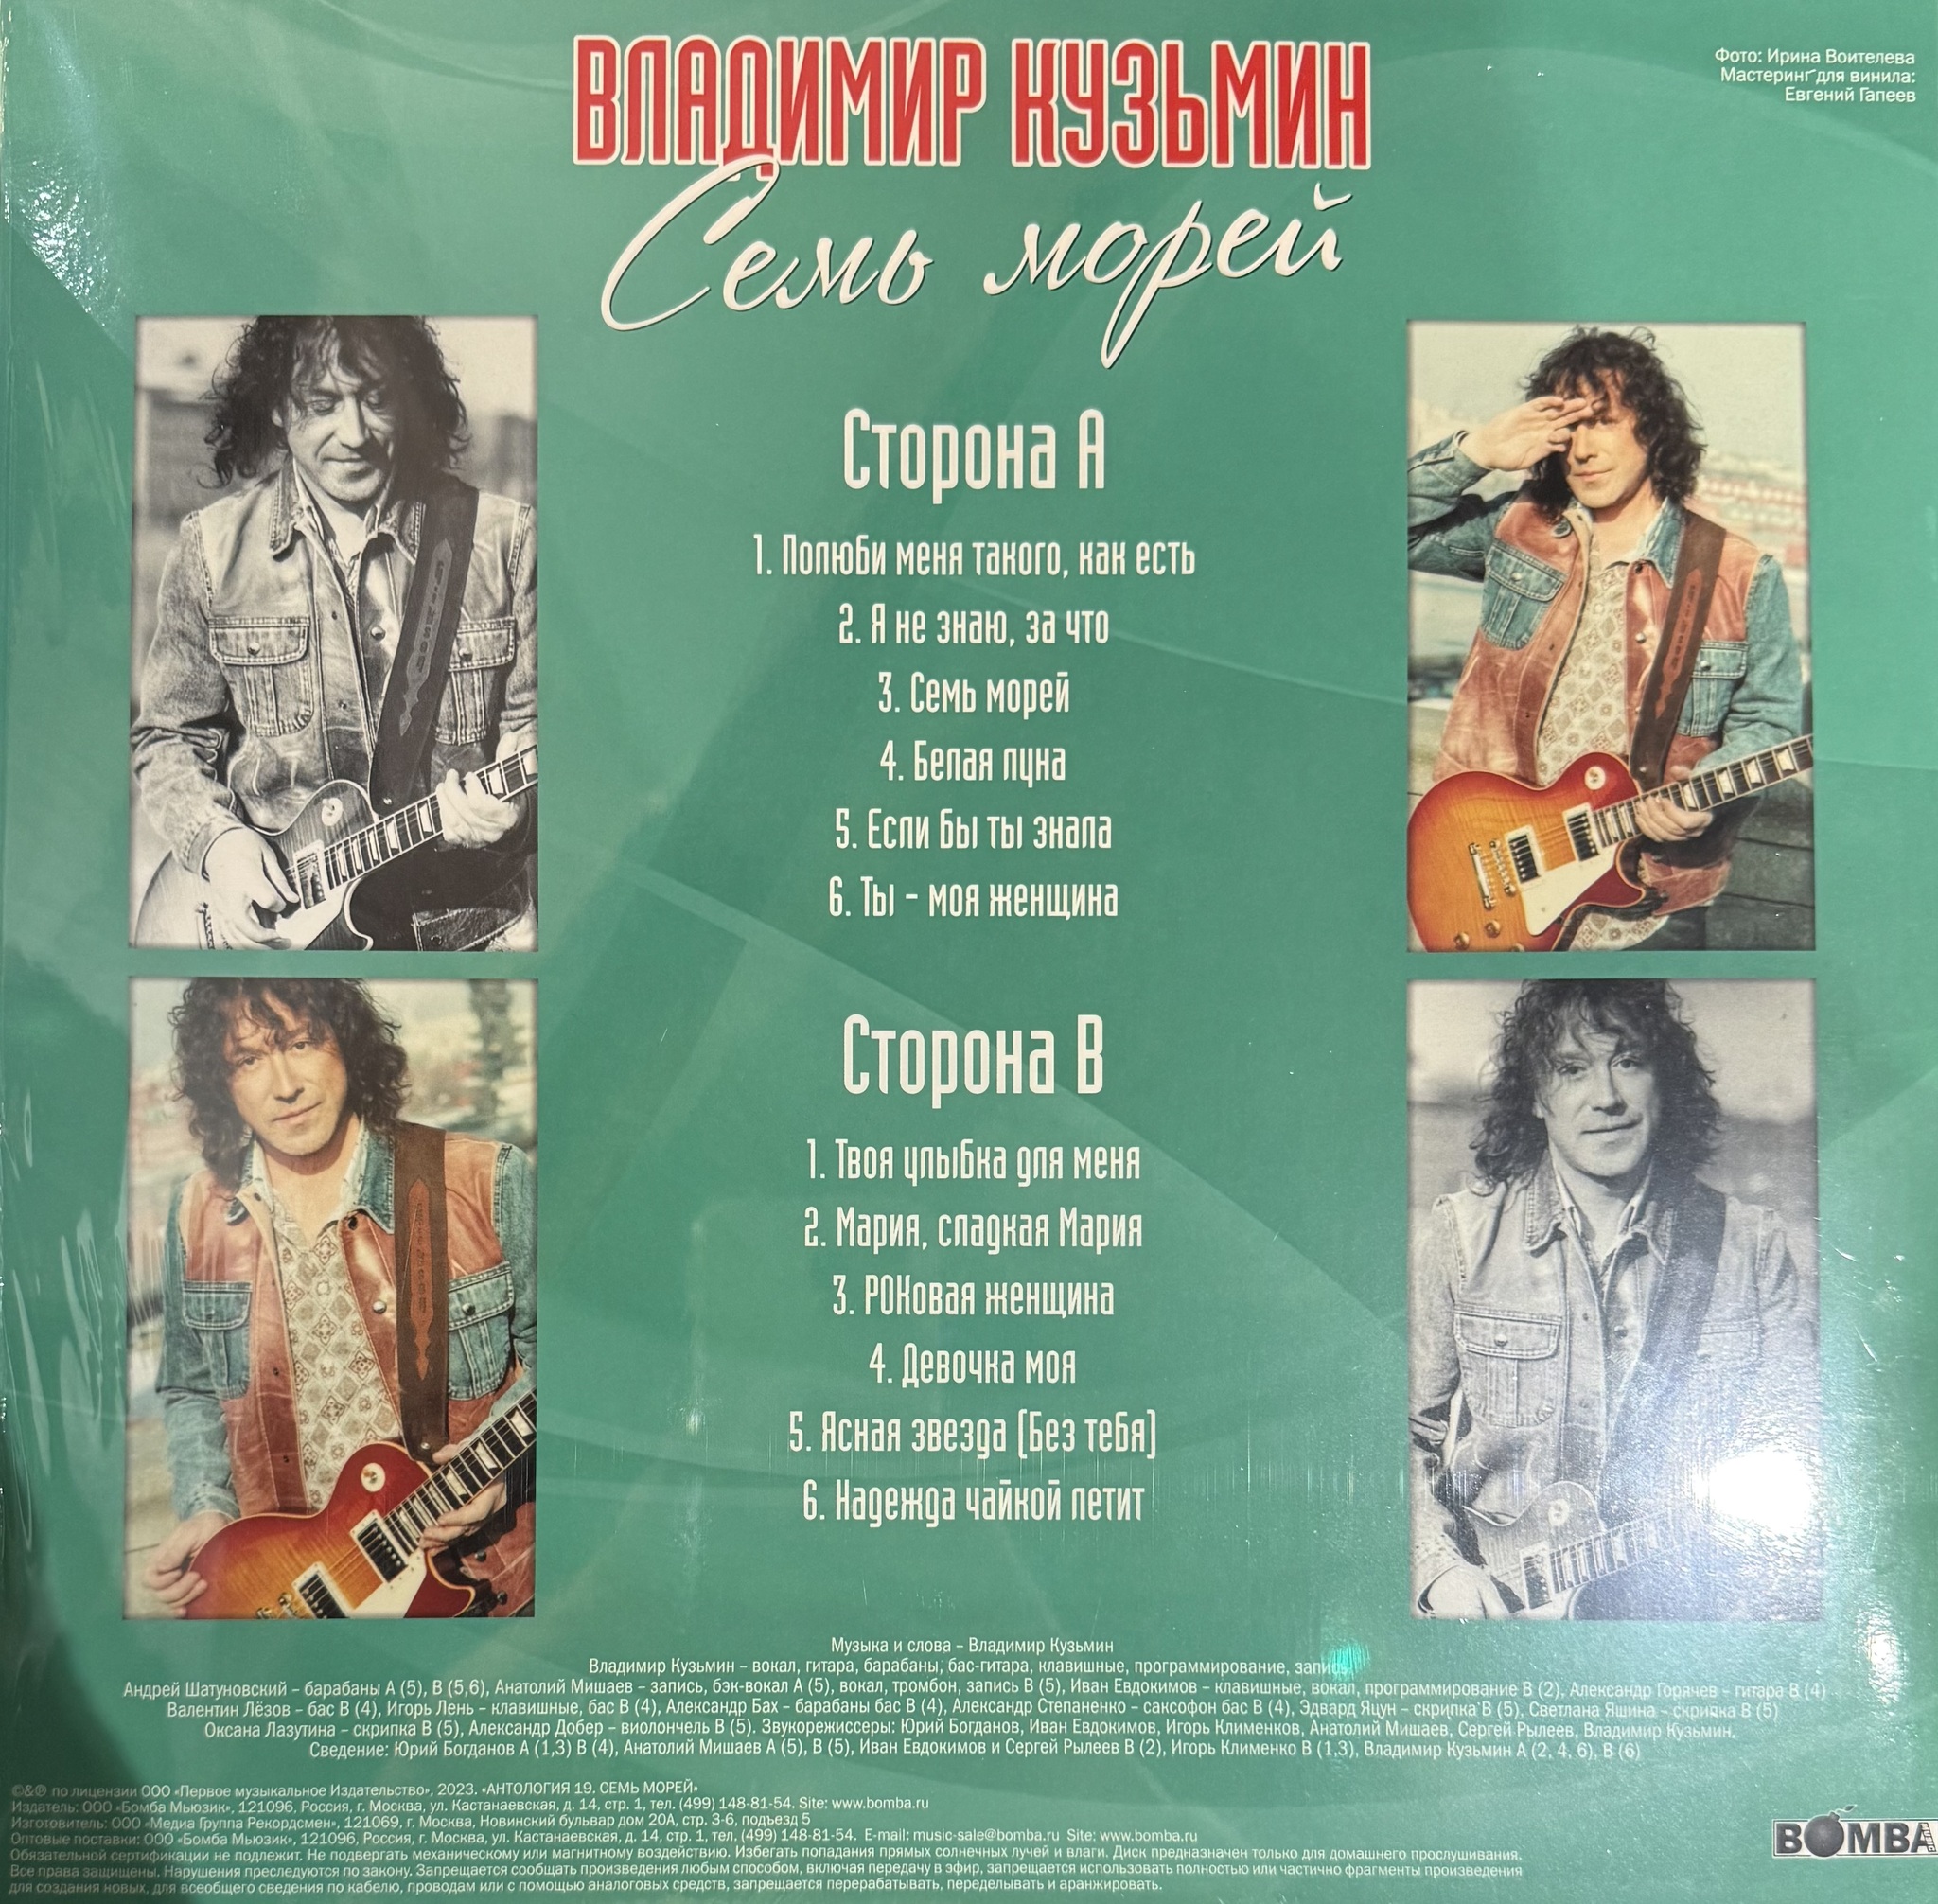 ВЛАДИМИР КУЗЬМИН
Семь морей
Фото: Ирина Воителева
Мастеринг для винила:
Евгений Гапеев
Сторона А
1. Полюби меня такого, как есть
2. Я не знаю, за что
3. Семь морей
4. Белая луна
5. Если бы ты знала
6. Ты - моя женщина
Сторона В
1. Твоя улыбка для меня
2. Мария, сладкая Мария
3. РОКовая женщина
4. Девочка моя
5. Ясная звезда (Без тебя)
6. Надежда чайкой летит
Музыка и слова – Владимир Кузьмин
Владимир Кузьмин – вокал, гитара, барабаны, бас-гитара, клавишные, программирование, запись
Андрей Шатуновский – барабаны А (5), В (5,6), Анатолий Мишаев – запись, бэк-вокал А (5), вокал, тромбон, запись В (5), Иван Евдокимов – клавишные, вокал, программирование В (2), Александр Горячев – гитара В (4)
Валентин Лёзов – бас В (4), Игорь Лень – клавишные, бас В (4), Александр Бах – барабаны бас В (4), Александр Степаненко – саксофон бас В (4), Эдвард Яцун – скрипка В (5), Светлана Яшина – скрипка В (5)
Оксана Лазутина – скрипка В (5), Александр Добер – виолончель В (5). Звукорежиссеры: Юрий Богданов, Иван Евдокимов, Игорь Клименков, Анатолий Мишаев, Сергей Рылеев, Владимир Кузьмин.
Сведение: Юрий Богданов А (1,3) В (4), Анатолий Мишаев А (5), В (5), Иван Евдокимов и Сергей Рылеев В (2), Игорь Клименко В (1,3), Владимир Кузьмин А (2, 4, 6), В (6)
©&℗ по лицензии ООО «Первое музыкальное Издательство», 2023. «АНТОЛОГИЯ 19. СЕМЬ МОРЕЙ»
Издатель: ООО «Бомба Мьюзик», 121096, Россия, г. Москва, ул. Кастанаевская, д. 14, стр. 1, тел. (499) 148-81-54. Site: www.bomba.ru
Изготовитель: ООО «Медиа Группа Рекордсмен», 121069, г. Москва, Новинский бульвар дом 20А, стр. 3-6, подъезд 5
Оптовые поставки: ООО «Бомба Мьюзик», 121096, Россия, г. Москва, ул. Кастанаевская, д. 14, стр. 1, тел. (499) 148-81-54. E-mail: music-sale@bomba.ru Site: www.bomba.ru
Обязательной сертификации не подлежит. Не подвергать механическому или магнитному воздействию. Избегать попадания прямых солнечных лучей и влаги. Диск предназначен только для домашнего прослушивания.
Все права защищены. Нарушения преследуются по закону. Запрещается сообщать произведения любым способом, включая передачу в эфир, запрещается использовать полностью или частично фрагменты произведения
для создания новых, для всеобщего сведения по кабелю, проводам или с помощью аналоговых средств, запрещается перерабатывать, переделывать и аранжировать.
BOMBA